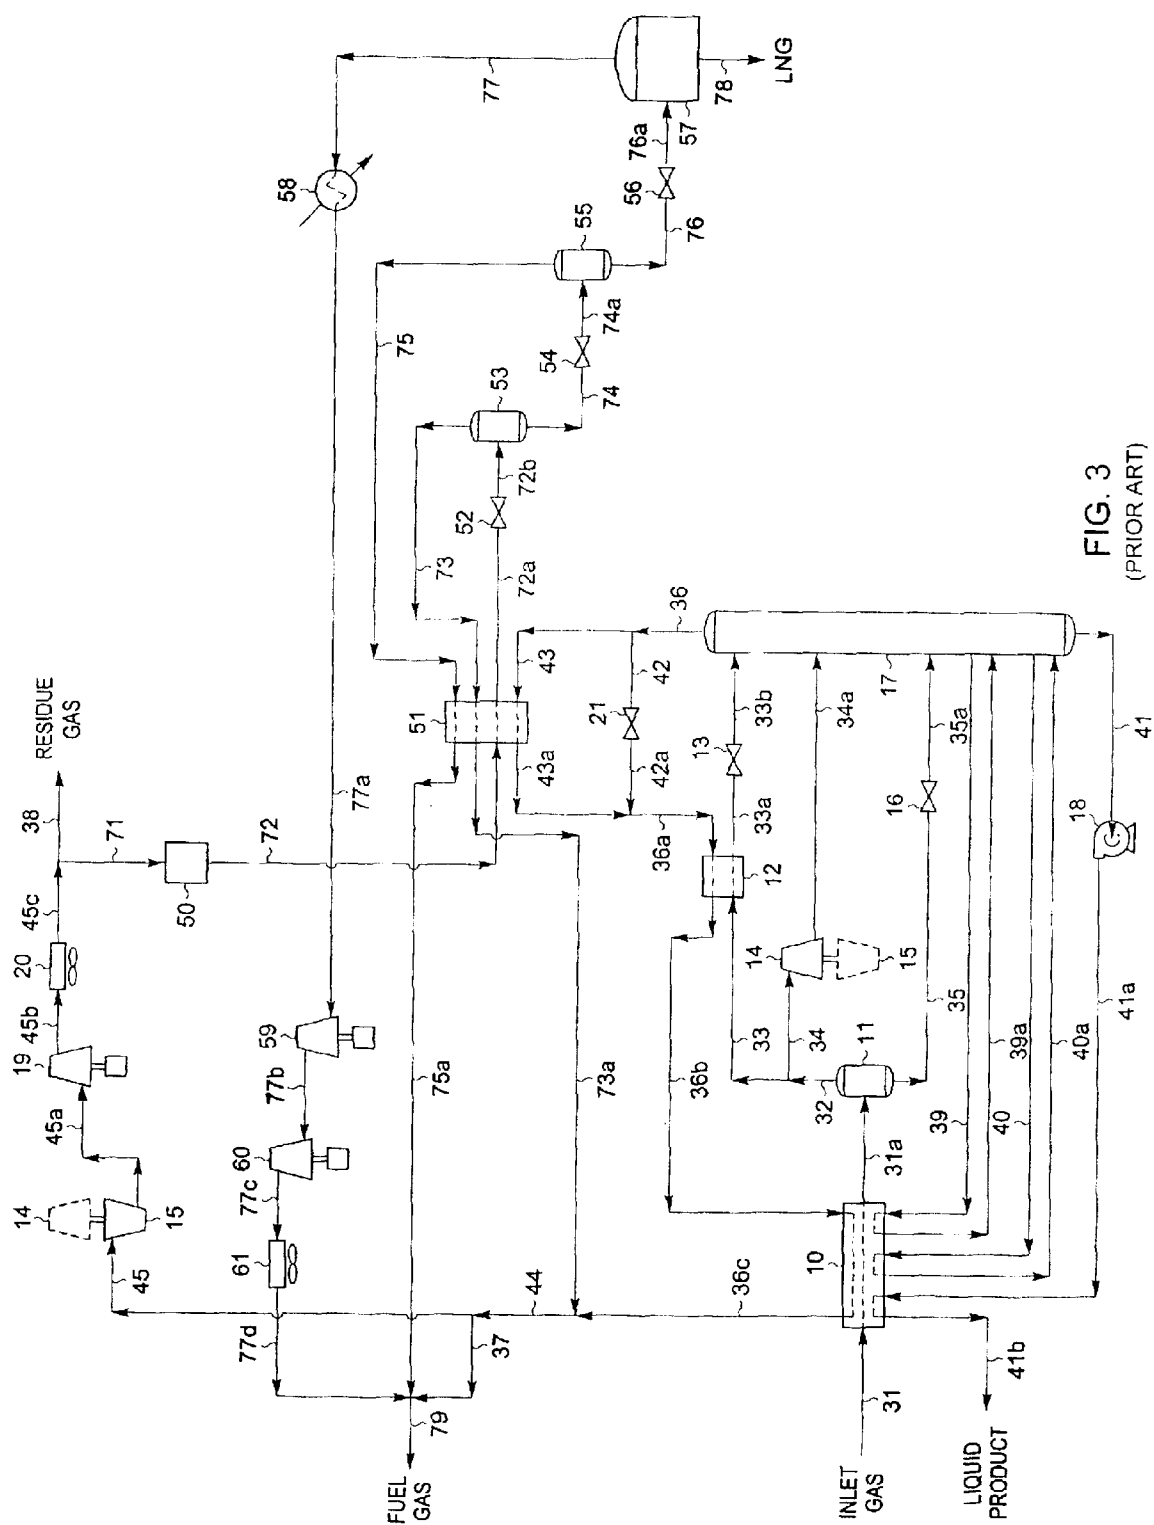 14
19
20
45b
45c
38
RESIDUE
GAS
45a
71
45
15
50
61
60
77d
77c
77b
59
72
58
77a
77
FUEL
GAS
75
51
79
75a
73
52
53
37
44
72a
72b
43a
43
54
55
21
73a
74
74a
56
76a
42a
42
36a
36
57
76
36b
13
78
36c
14
33
33a
33b
12
LNG
10
34
32
34a
INLET
GAS
11
17
31
31a
16
15
39
35
35a
LIQUID
PRODUCT
40
41b
39a
18
40a
FIG. 3
41a
(PRIOR ART)
41